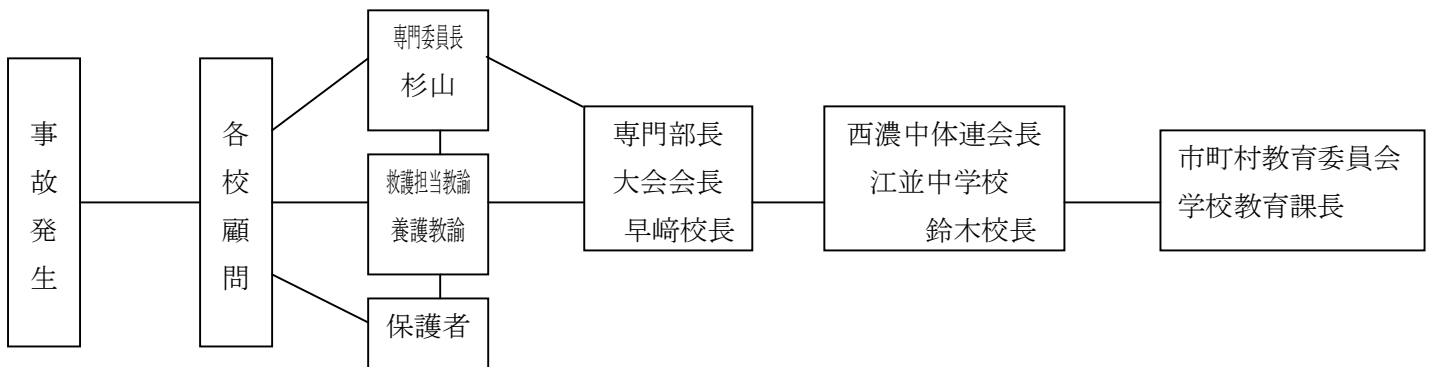 事故発生
各校顧問
専門委員長
杉山
救護担当教諭
養護教諭
保護者
専門部長
大会会長
早﨑校長
西濃中体連会長
江並中学校
鈴木校長
市町村教育委員会
学校教育課長